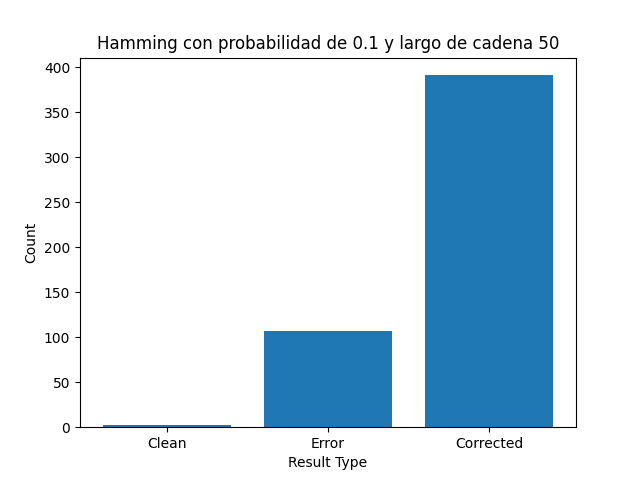 Hamming con probabilidad de 0.1 y largo de cadena 50
400
350
300
250
200
150
100
50
0
Count
Clean
Error
Corrected
Result Type